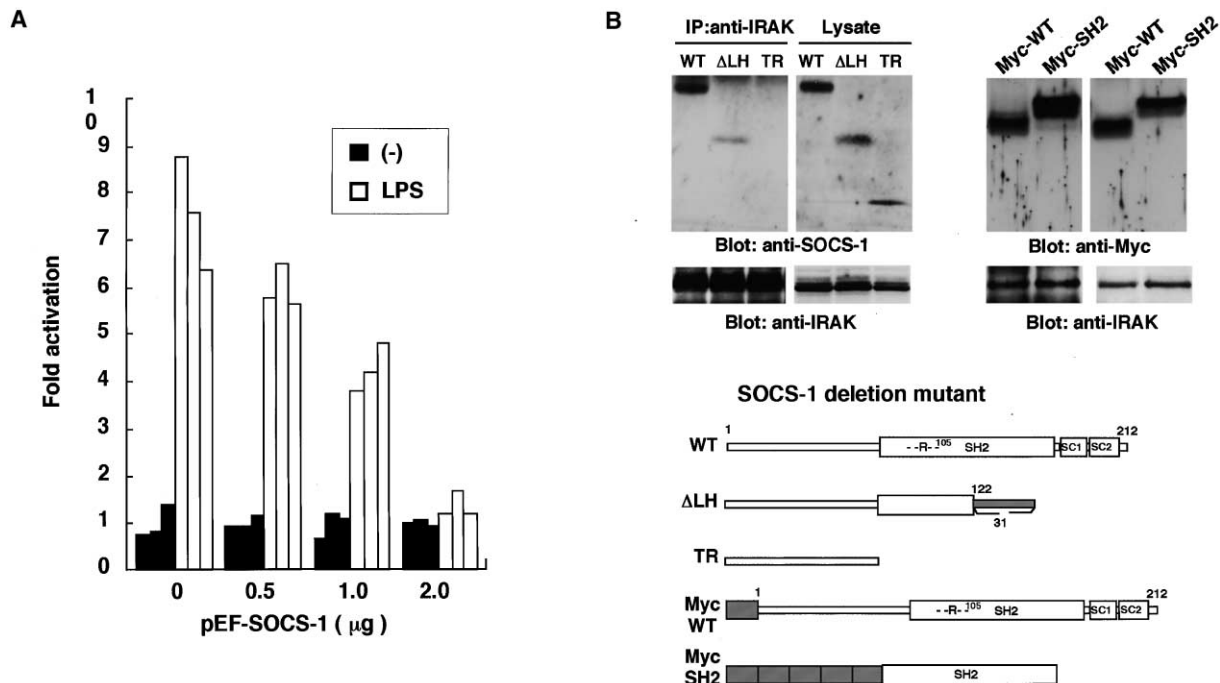 A
10
9
8
7
6
5
4
3
2
1
0
Fold activation
(-)
LPS
0 0.5 1.0 2.0
pEF-SOCS-1 ( μg )
B
IP:anti-IRAK Lysate
WT ΔLH TR WT ΔLH TR
Blot: anti-SOCS-1
Blot: anti-IRAK
Myc-WT Myc-SH2 Myc-WT Myc-SH2
Blot: anti-Myc
Blot: anti-IRAK
SOCS-1 deletion mutant
1 212
WT --R--105 SH2 SC1 SC2
122
ΔLH
31
TR
1 212
Myc WT --R-105 SH2 SC1 SC2
Myc SH2 SH2